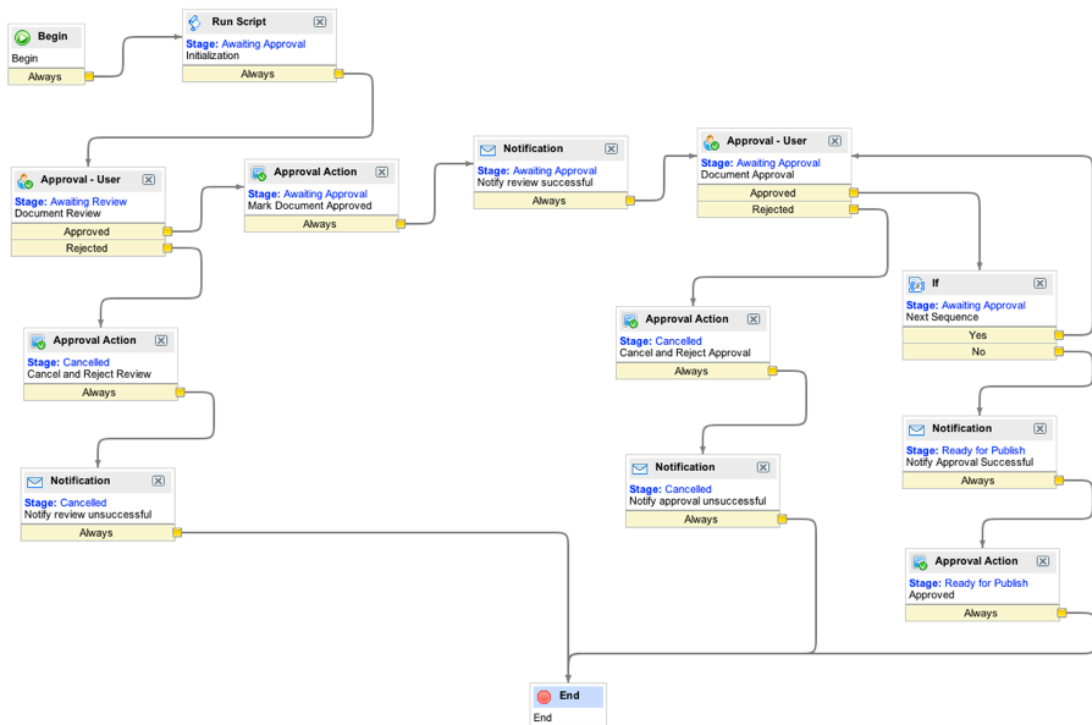 Begin
Begin
Always
Run Script
Stage: Awaiting Approval
Initialization
Always
Approval - User
Stage: Awaiting Review
Document Review
Approved
Rejected
Approval Action
Stage: Awaiting Approval
Mark Document Approved
Always
Notification
Stage: Awaiting Approval
Notify review successful
Always
Approval - User
Stage: Awaiting Approval
Document Approval
Approved
Rejected
If
Stage: Awaiting Approval
Next Sequence
Yes
No
Approval Action
Stage: Cancelled
Cancel and Reject Review
Always
Approval Action
Stage: Cancelled
Cancel and Reject Approval
Always
Notification
Stage: Ready for Publish
Notify Approval Successful
Always
Notification
Stage: Cancelled
Notify review unsuccessful
Always
Notification
Stage: Cancelled
Notify approval unsuccessful
Always
Approval Action
Stage: Ready for Publish
Approved
Always
End
End